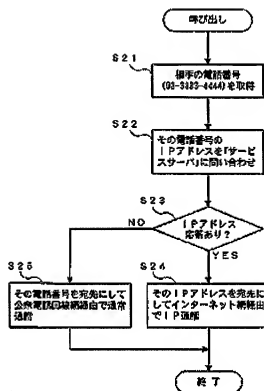 呼び出し
S21
相手の電話番号
(03-3333-4444)を取得
S22
その電話番号の
IPアドレスを「サービ
スサーバ」に問い合わせ
S23
IPアドレス
応答あり?
NO
YES
S25
その電話番号を宛先にして
公衆電話回線網経由で通常
通話
S24
そのIPアドレスを宛先に
してインターネット網経由
でIP通話
終了